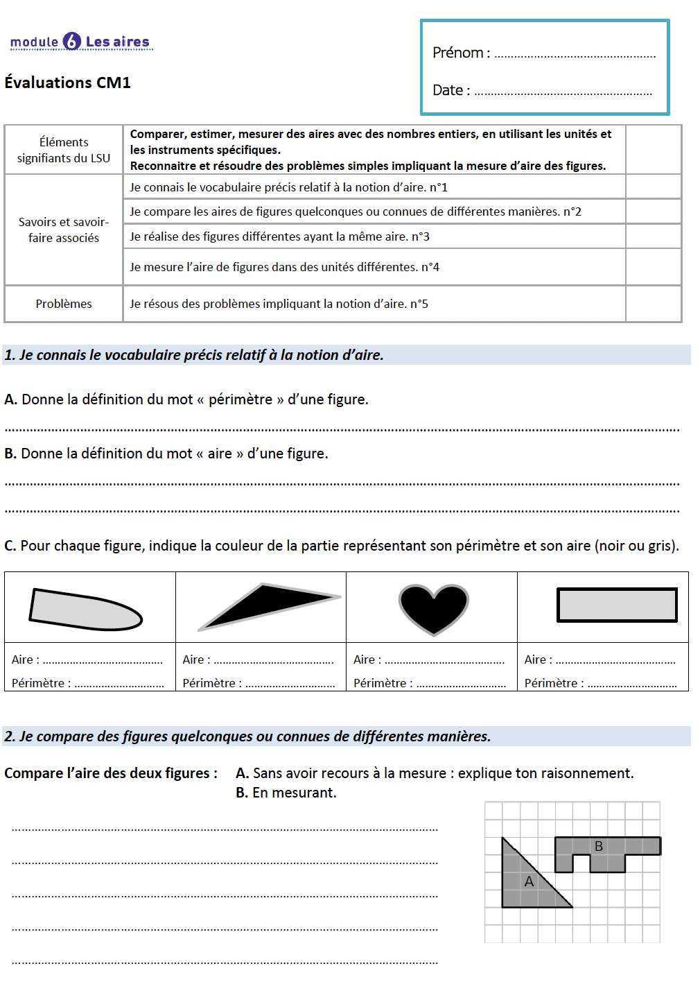 module 6 Les aires
Prénom : ................................................
Évaluations CM1
Date : .....................................................
Éléments signifiants du LSU
Comparer, estimer, mesurer des aires avec des nombres entiers, en utilisant les unités et
les instruments spécifiques.
Reconnaitre et résoudre des problèmes simples impliquant la mesure d’aire des figures.
Savoirs et savoir-
faire associés
Je connais le vocabulaire précis relatif à la notion d’aire. n°1
Je compare les aires de figures quelconques ou connues de différentes manières. n°2
Je réalise des figures différentes ayant la même aire. n°3
Je mesure l’aire de figures dans des unités différentes. n°4
Problèmes
Je résous des problèmes impliquant la notion d’aire. n°5
1. Je connais le vocabulaire précis relatif à la notion d’aire.
A. Donne la définition du mot « périmètre » d’une figure.
B. Donne la définition du mot « aire » d’une figure.
C. Pour chaque figure, indique la couleur de la partie représentant son périmètre et son aire (noir ou gris).
Aire : ........................................
Périmètre : ..............................
Aire : ........................................
Périmètre : ..............................
Aire : ........................................
Périmètre : ..............................
Aire : ........................................
Périmètre : ..............................
2. Je compare des figures quelconques ou connues de différentes manières.
Compare l’aire des deux figures : A. Sans avoir recours à la mesure : explique ton raisonnement.
B. En mesurant.
B
A